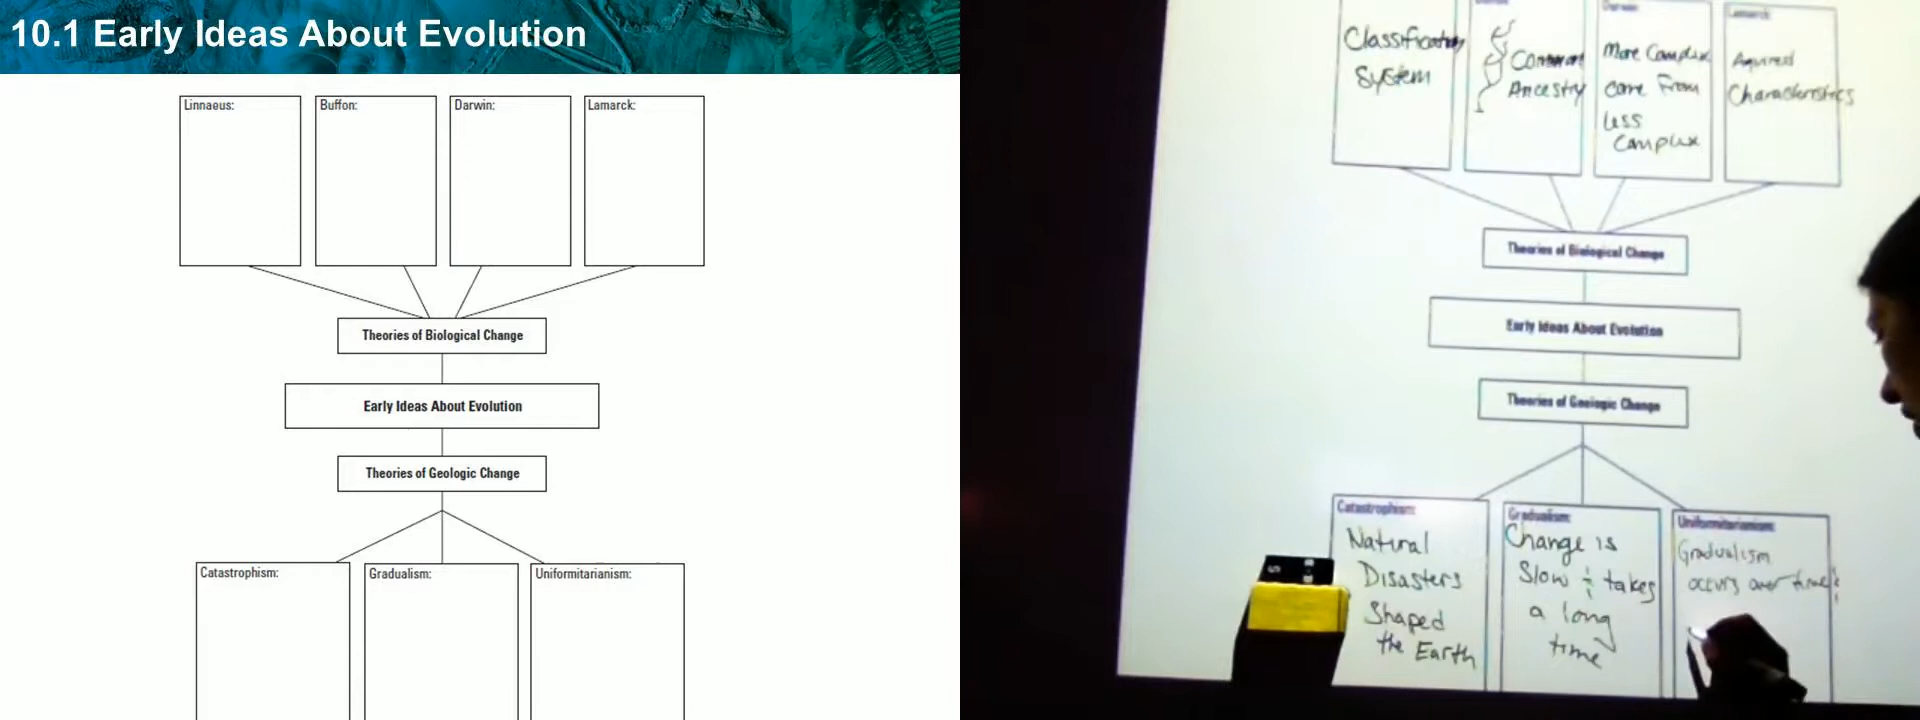 10.1 Early Ideas About Evolution
Linnaeus:
Buffon:
Darwin:
Lamarck:
Theories of Biological Change
Early Ideas About Evolution
Theories of Geologic Change
Catastrophism:
Gradualism:
Uniformitarianism:
Classification
System
Common
Ancestry
Darwin:
More Complex
come From
less
Complex
Lamarck:
Aquired
Characteristics
Theories of Biological Change
Early Ideas About Evolution
Theories of Geologic Change
Catastrophism:
Natural
Disasters
Shaped
the Earth
Gradualism:
Change is
Slow & takes
a long
time
Uniformitarianism:
Gradualism
occurs over time &